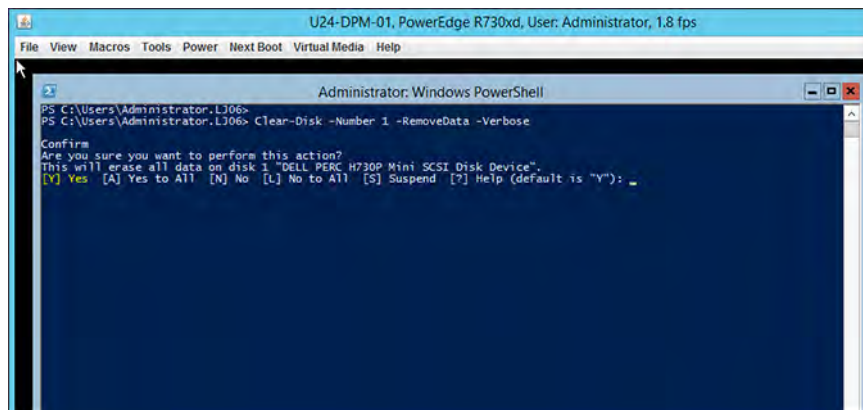 U24-DPM-01, PowerEdge R730xd, User: Administrator, 1.8 fps
File View Macros Tools Power Next Boot Virtual Media Help
Administrator: Windows PowerShell
PS C:\Users\Administrator.LJ06>
PS C:\Users\Administrator.LJ06> Clear-Disk -Number 1 -RemoveData -Verbose
Confirm
Are you sure you want to perform this action?
This will erase all data on disk 1 "DELL PERC H730P Mini SCSI Disk Device".
[Y] Yes [A] Yes to All [N] No [L] No to All [S] Suspend [?] Help (default is "Y"): _